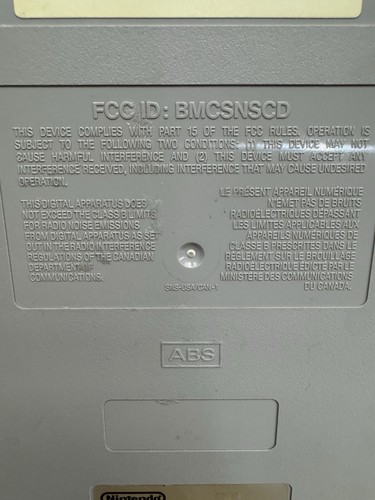 FCC ID: BMCSNSCD
THIS DEVICE COMPLIES WITH PART 15 OF THE FCC RULES. OPERATION IS
SUBJECT TO THE FOLLOWING TWO CONDITIONS. (1) THIS DEVICE MAY NOT
CAUSE HARMFUL INTERFERENCE AND (2) THIS DEVICE MUST ACCEPT ANY
INTERFERENCE RECEIVED, INCLUDING INTERFERENCE THAT MAY CAUSE UNDESIRED
OPERATION.
THIS DIGITAL APPARATUS DOES
NOT EXCEED THE CLASS B LIMITS
FOR RADIO NOISE EMISSIONS
FROM DIGITAL APPARATUS AS SET
OUT IN THE RADIO INTERFERENCE
REGULATIONS OF THE CANADIAN
DEPARTMENT OF
COMMUNICATIONS.
LE PRÉSENT APPAREIL NUMÉRIQUE
N'ÉMET PAS DE BRUITS
RADIOÉLECTRIQUES DÉPASSANT
LES LIMITES APPLICABLES AUX
APPAREILS NUMÉRIQUES DE
CLASSE B PRESCRITES DANS LE
RÈGLEMENT SUR LE BROUILLAGE
RADIOÉLECTRIQUE ÉDICTÉ PAR LE
MINISTÈRE DES COMMUNICATIONS
DU CANADA.
SNS-USA/CAN-1
ABS
Nintendo